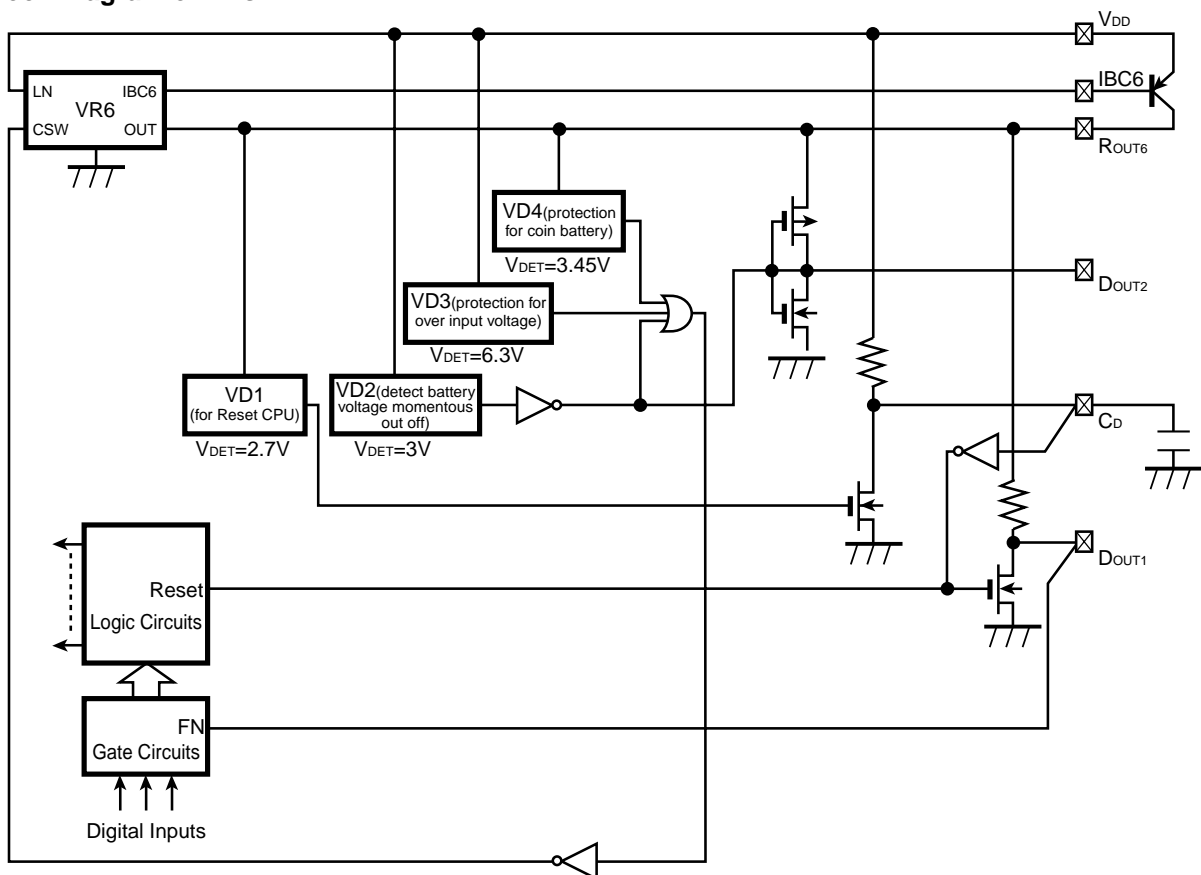 VDD
LN
IBC6
VR6
CSW
OUT
IBC6
ROUT6
VD4(protection
for coin battery)
VDET=3.45V
DOUT2
VD3(protection for
over input voltage)
VDET=6.3V
VD1
(for Reset CPU)
VDET=2.7V
VD2(detect battery
voltage momentous
out off)
VDET=3V
CD
Reset
Logic Circuits
DOUT1
FN
Gate Circuits
Digital Inputs